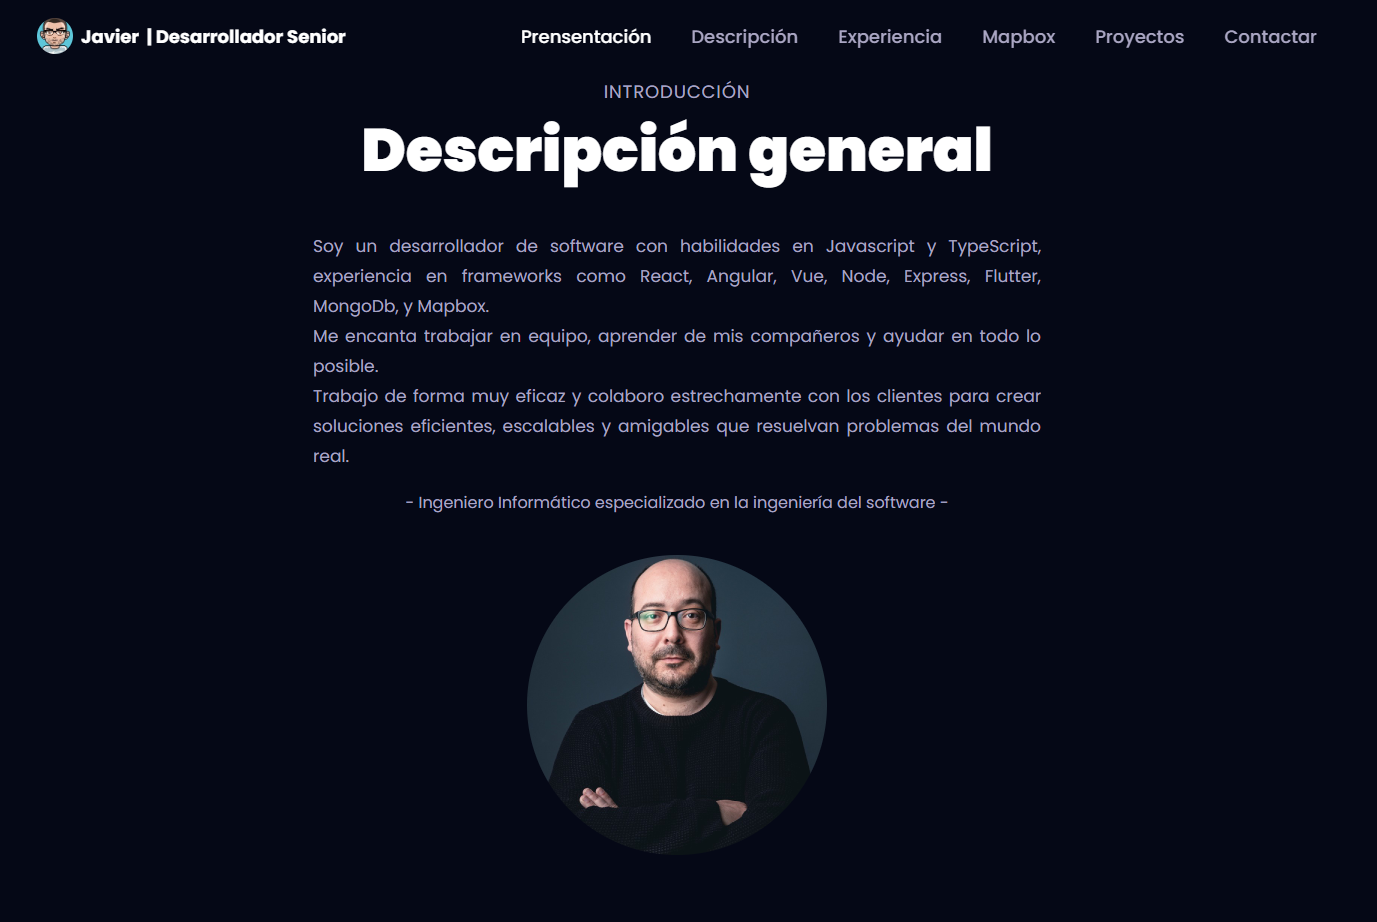 Javier | Desarrollador Senior
Prensentación Descripción Experiencia Mapbox Proyectos Contactar
INTRODUCCIÓN
Descripción general
Soy un desarrollador de software con habilidades en Javascript y TypeScript,
experiencia en frameworks como React, Angular, Vue, Node, Express, Flutter,
MongoDb, y Mapbox.
Me encanta trabajar en equipo, aprender de mis compañeros y ayudar en todo lo
posible.
Trabajo de forma muy eficaz y colaboro estrechamente con los clientes para crear
soluciones eficientes, escalables y amigables que resuelvan problemas del mundo
real.
- Ingeniero Informático especializado en la ingeniería del software -